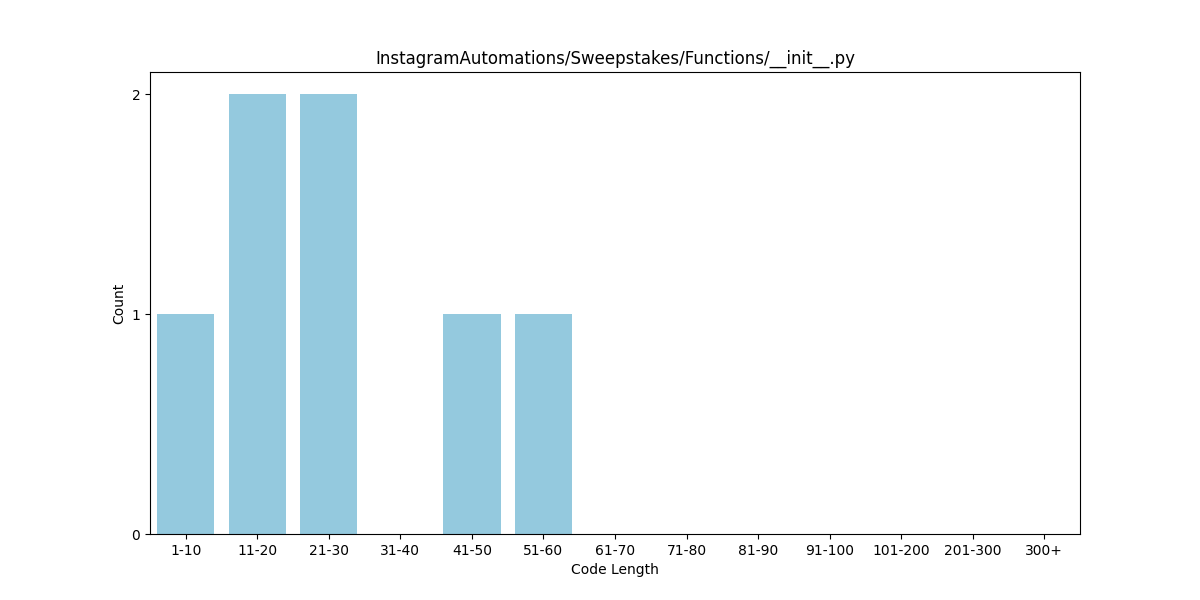 InstagramAutomations/Sweepstakes/Functions/__init__.py
2
1
0
Count
1-10 11-20 21-30 31-40 41-50 51-60 61-70 71-80 81-90 91-100 101-200 201-300 300+
Code Length